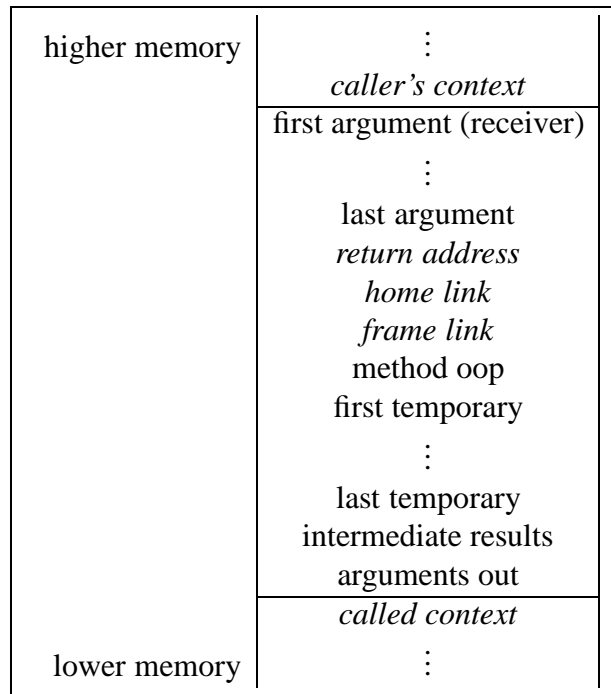 higher memory ⋮
caller's context
first argument (receiver)
⋮
last argument
return address
home link
frame link
method oop
first temporary
⋮
last temporary
intermediate results
arguments out
called context
lower memory ⋮